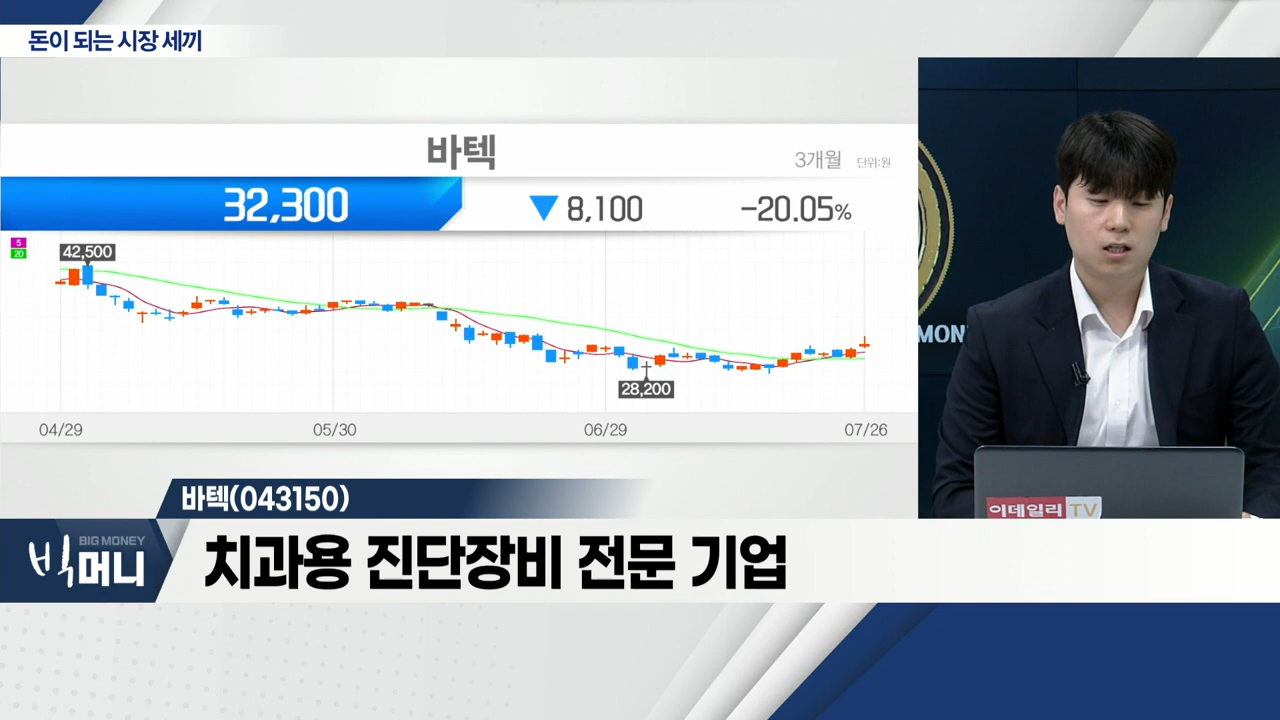 돈이 되는 시장 세끼
바텍
3개월 단위:원
32,300 ▼ 8,100 -20.05%
5
20
42,500
28,200
04/29 05/30 06/29 07/26
MON
이데일리 TV
바텍(043150)
BIG MONEY
빅머니
치과용 진단장비 전문 기업